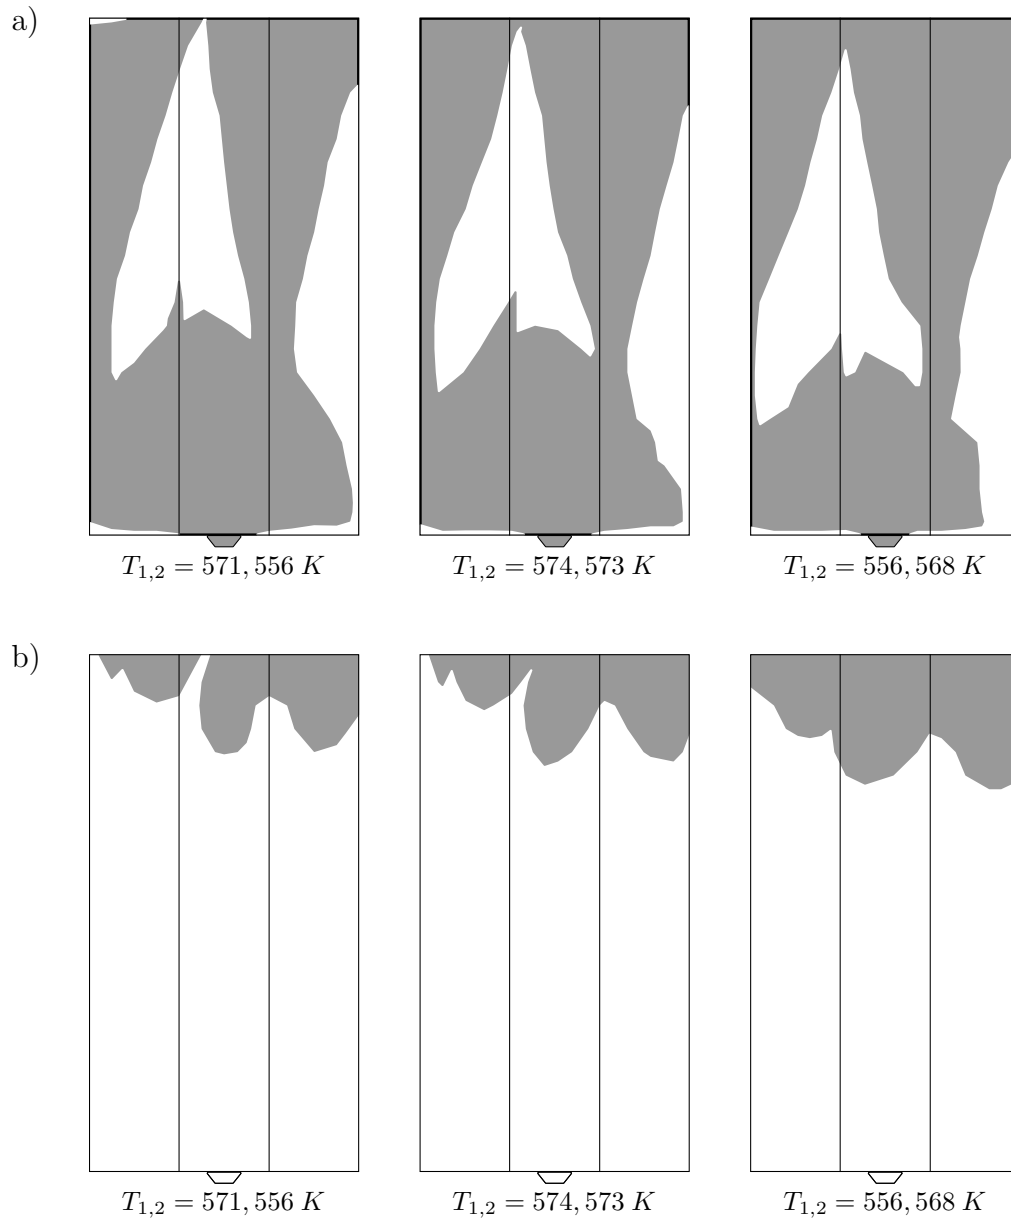 a)
T1,2 = 571, 556 K
T1,2 = 574, 573 K
T1,2 = 556, 568 K
b)
T1,2 = 571, 556 K
T1,2 = 574, 573 K
T1,2 = 556, 568 K